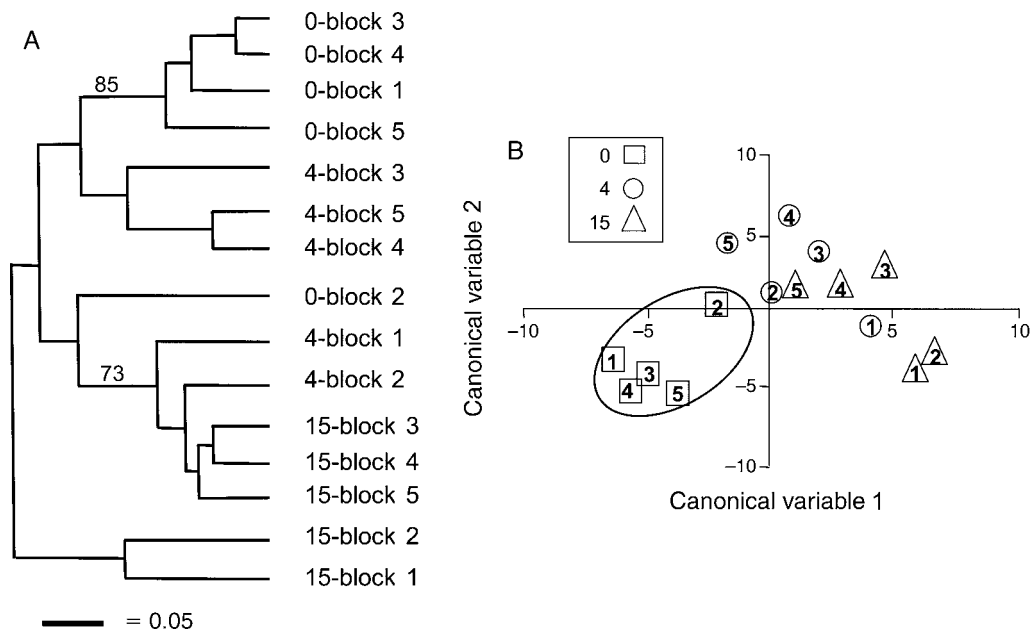 A
0-block 3
0-block 4
0-block 1
85
0-block 5
4-block 3
4-block 5
4-block 4
0-block 2
4-block 1
73
4-block 2
15-block 3
15-block 4
15-block 5
15-block 2
15-block 1
= 0.05
B
0
4
15
Canonical variable 2
10
5
−10
−5
5
10
−5
−10
4
5
3
3
2
5
4
2
1
2
1
1
3
4
5
Canonical variable 1